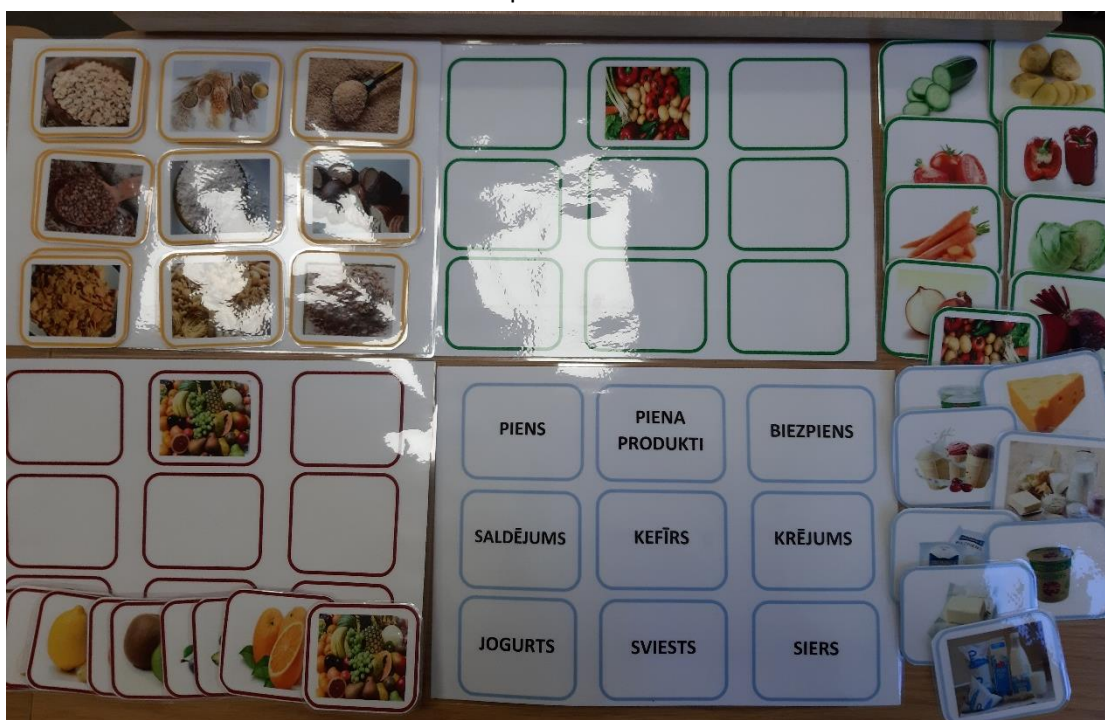 PIENS
PIENA
PRODUKTI
BIEZPIENS
SALDĒJUMS
KEFĪRS
KRĒJUMS
JOGURTS
SVIESTS
SIERS